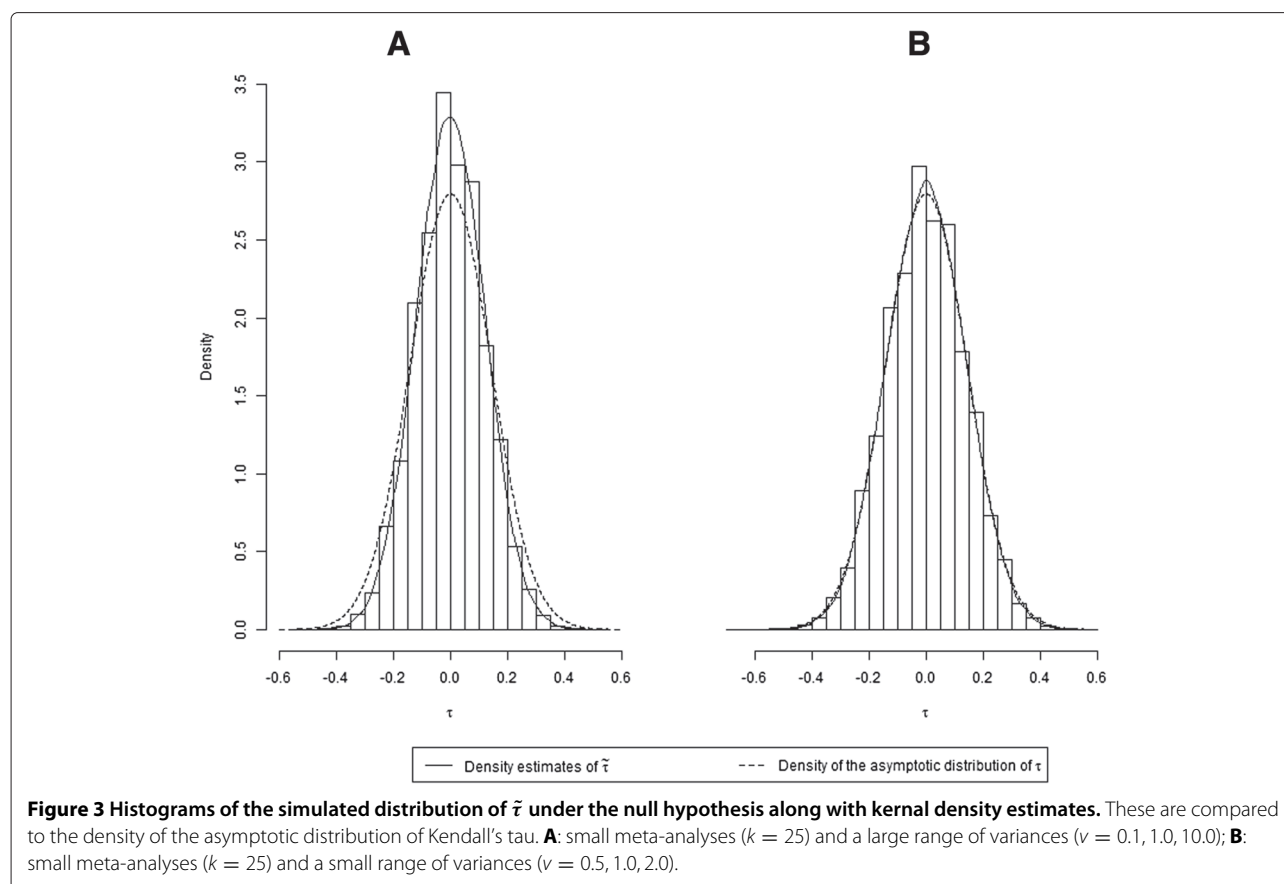 A
B
3.5
3.0
2.5
2.0
1.5
1.0
0.5
0.0
Density
-0.6 -0.4 -0.2 0.0 0.2 0.4 0.6
τ
-0.6 -0.4 -0.2 0.0 0.2 0.4 0.6
τ
Density estimates of τ̃
Density of the asymptotic distribution of τ
Figure 3 Histograms of the simulated distribution of τ̃ under the null hypothesis along with kernal density estimates. These are compared
to the density of the asymptotic distribution of Kendall's tau. A: small meta-analyses (k = 25) and a large range of variances (v = 0.1, 1.0, 10.0); B:
small meta-analyses (k = 25) and a small range of variances (v = 0.5, 1.0, 2.0).